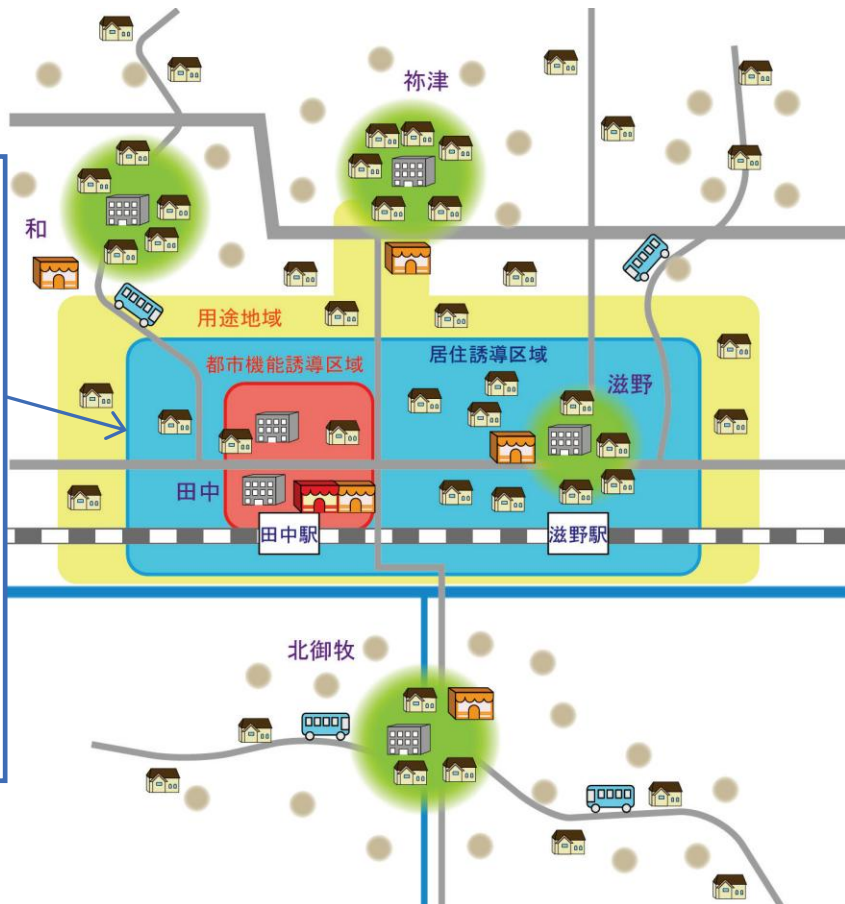 祢津
和
用途地域
居住誘導区域
都市機能誘導区域
滋野
田中
田中駅
滋野駅
北御牧